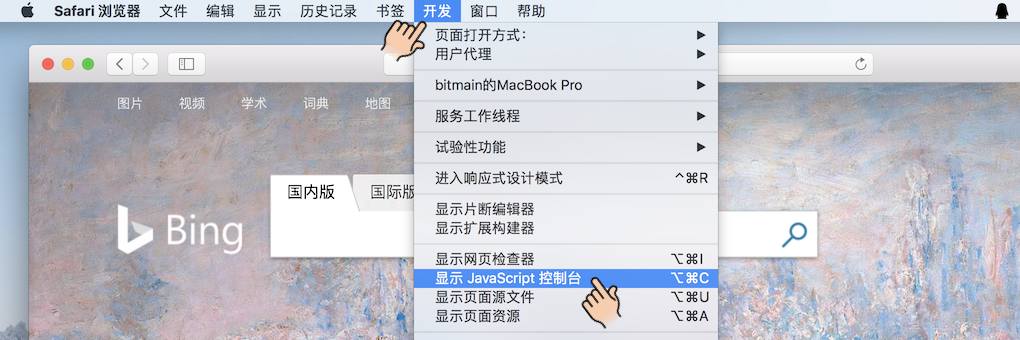 Safari 浏览器 文件 编辑 显示 历史记录 书签 开发 窗口 帮助
页面打开方式：
用户代理
bitmain的MacBook Pro
图片 视频 学术 词典 地图
服务工作线程
试验性功能
进入响应式设计模式 ^⌘R
国内版 国际版
显示片断编辑器
显示扩展构建器
Bing
显示网页检查器 ⌥⌘I
显示 JavaScript 控制台 ⌥⌘C
显示页面源文件 ⌥⌘U
显示页面资源 ⌥⌘A